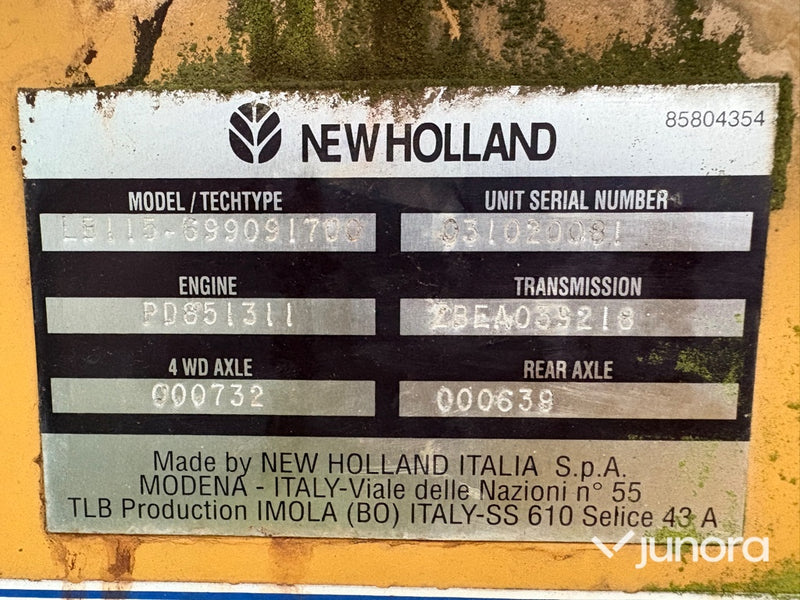 NEW HOLLAND
85804354
MODEL / TECHTYPE
UNIT SERIAL NUMBER
LB115-699091700
031020081
ENGINE
TRANSMISSION
PD851311
2BEA039218
4 WD AXLE
REAR AXLE
000732
000638
Made by NEW HOLLAND ITALIA S.p.A.
MODENA - ITALY-Viale delle Nazioni n° 55
TLB Production IMOLA (BO) ITALY-SS 610 Selice 43 A
junora